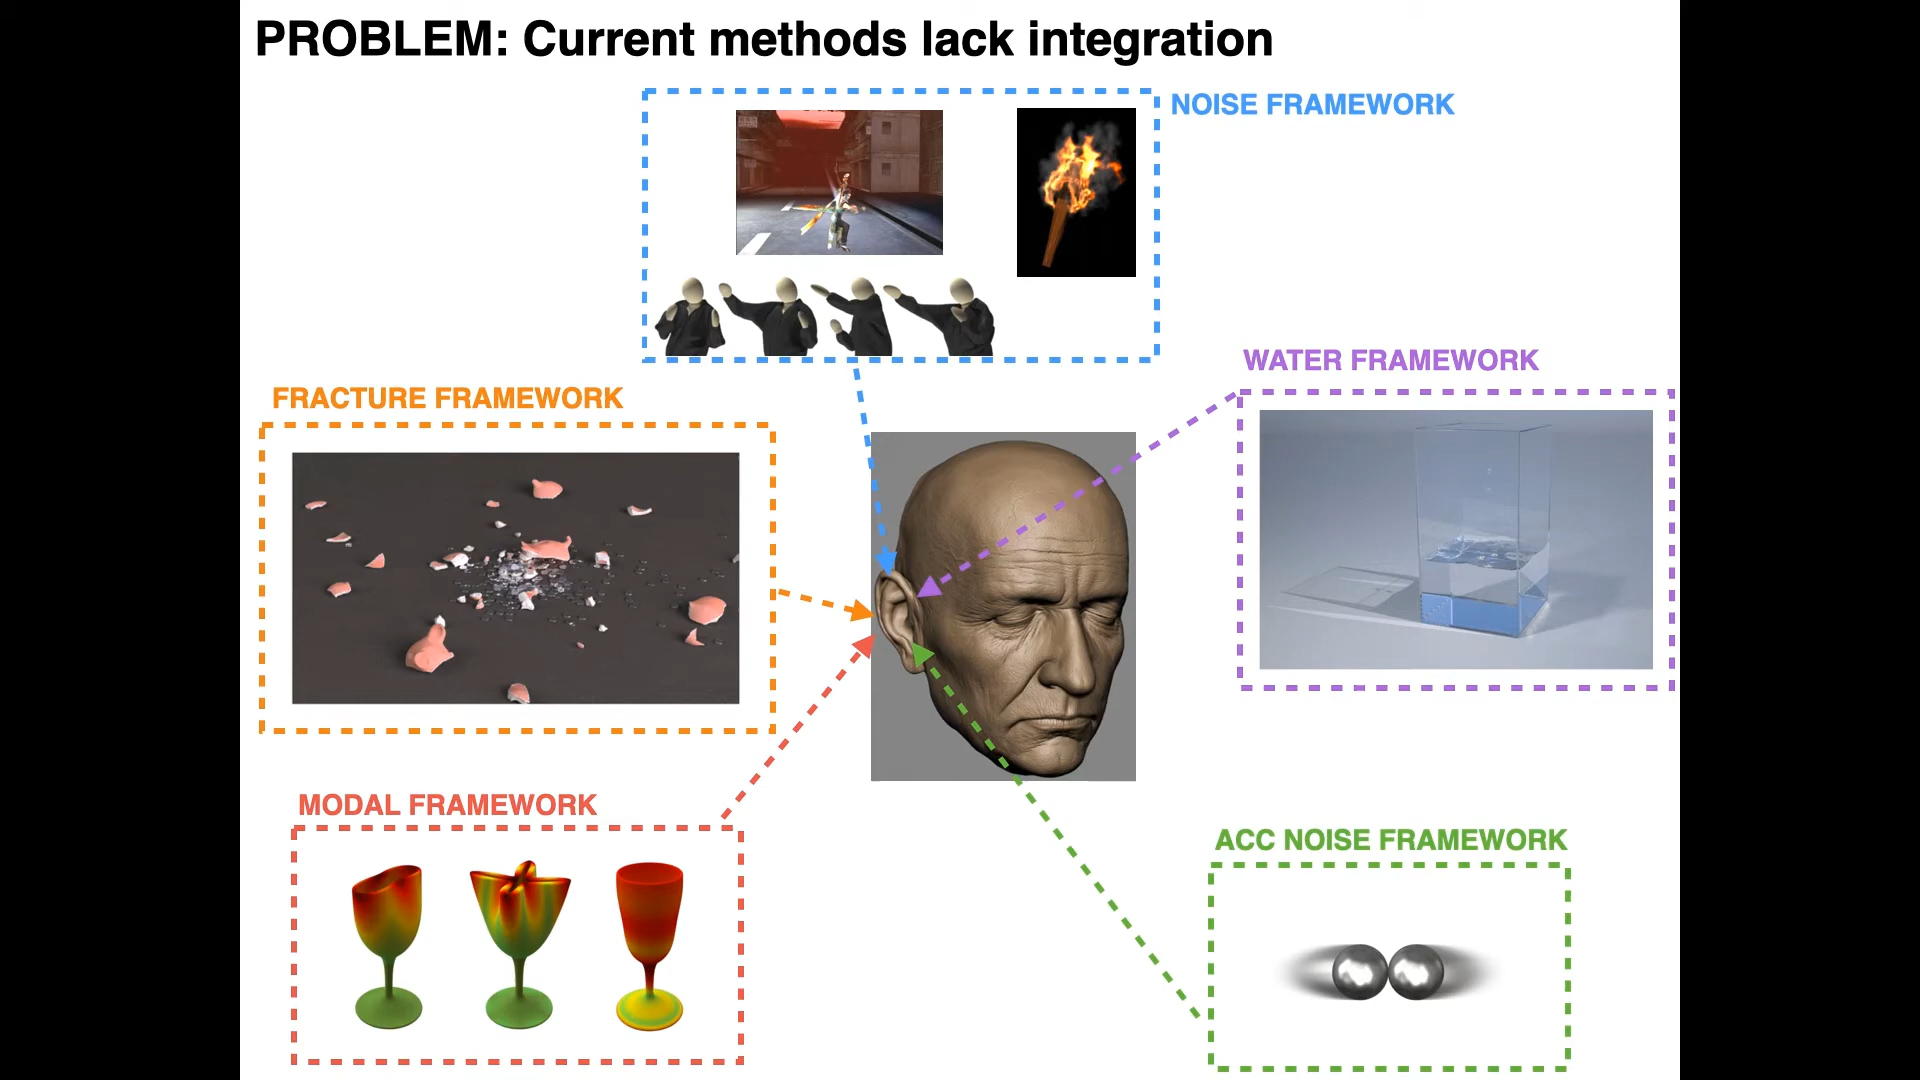 PROBLEM: Current methods lack integration
NOISE FRAMEWORK
WATER FRAMEWORK
FRACTURE FRAMEWORK
MODAL FRAMEWORK
ACC NOISE FRAMEWORK